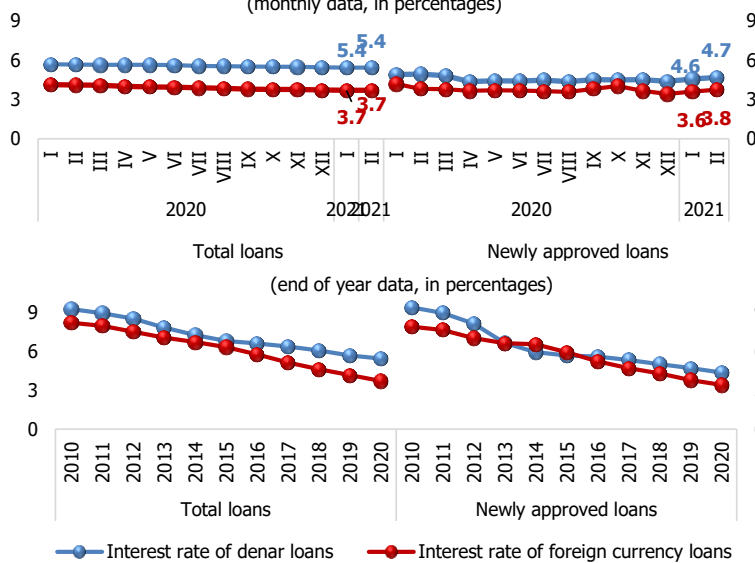 (monthly data, in percentages)
9
6
3
0
5.4
5.4
3.7
3.7
4.6
4.7
3.6
3.8
9
6
3
0
I II III IV V VI VII VIII IX X XI XII I II
I II III IV V VI VII VIII IX X XI XII I II
2020 2021 2021 2020 2021
Total loans Newly approved loans
(end of year data, in percentages)
9
6
3
0
2010 2011 2012 2013 2014 2015 2016 2017 2018 2019 2020
2010 2011 2012 2013 2014 2015 2016 2017 2018 2019 2020
Total loans Newly approved loans
Interest rate of denar loans Interest rate of foreign currency loans